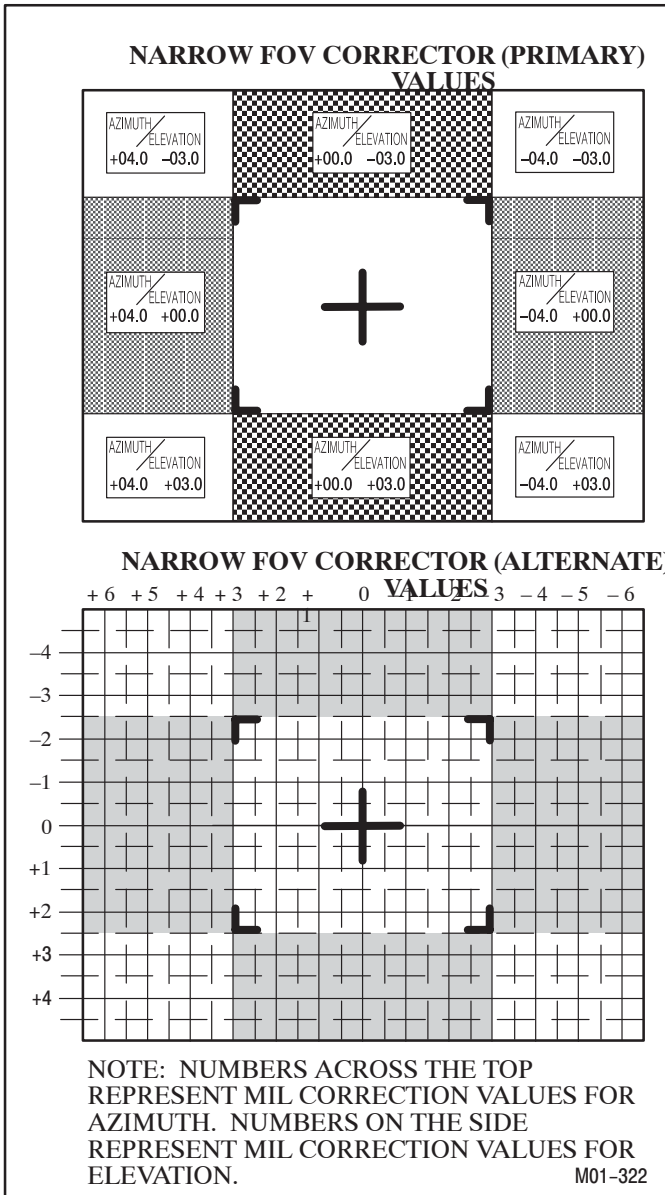 NARROW FOV CORRECTOR (PRIMARY)
VALUES
AZIMUTH/ELEVATION
+04.0 –03.0
AZIMUTH/ELEVATION
+00.0 –03.0
AZIMUTH/ELEVATION
–04.0 –03.0
AZIMUTH/ELEVATION
+04.0 +00.0
AZIMUTH/ELEVATION
–04.0 +00.0
AZIMUTH/ELEVATION
+04.0 +03.0
AZIMUTH/ELEVATION
+00.0 +03.0
AZIMUTH/ELEVATION
–04.0 +03.0
NARROW FOV CORRECTOR (ALTERNATE)
VALUES
+6 +5 +4 +3 +2 +1 0 –1 –2 –3 –4 –5 –6
–4
–3
–2
–1
0
+1
+2
+3
+4
NOTE: NUMBERS ACROSS THE TOP
REPRESENT MIL CORRECTION VALUES FOR
AZIMUTH. NUMBERS ON THE SIDE
REPRESENT MIL CORRECTION VALUES FOR
ELEVATION.
M01-322